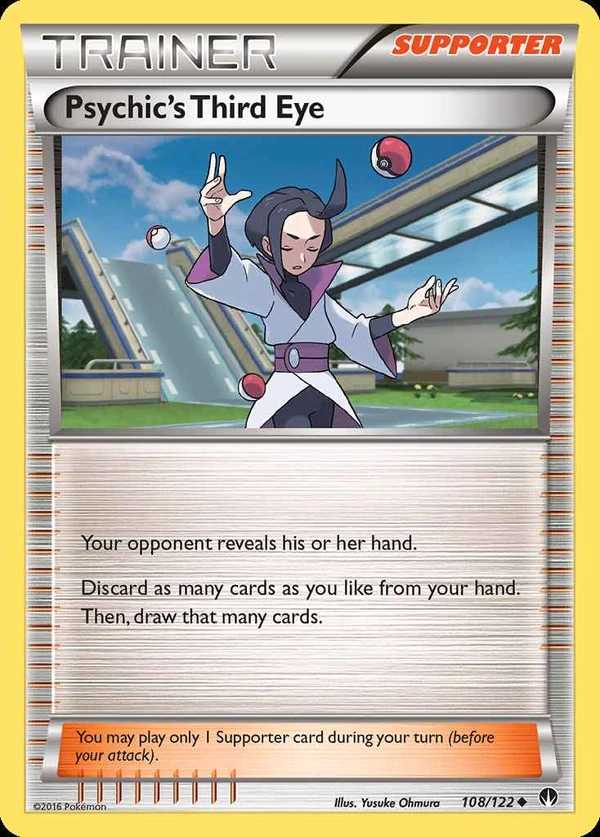 TRAINER
SUPPORTER
Psychic's Third Eye
Your opponent reveals his or her hand.
Discard as many cards as you like from your hand.
Then, draw that many cards.
You may play only 1 Supporter card during your turn (before
your attack).
©2016 Pokémon
Illus. Yusuke Ohmura
108/122